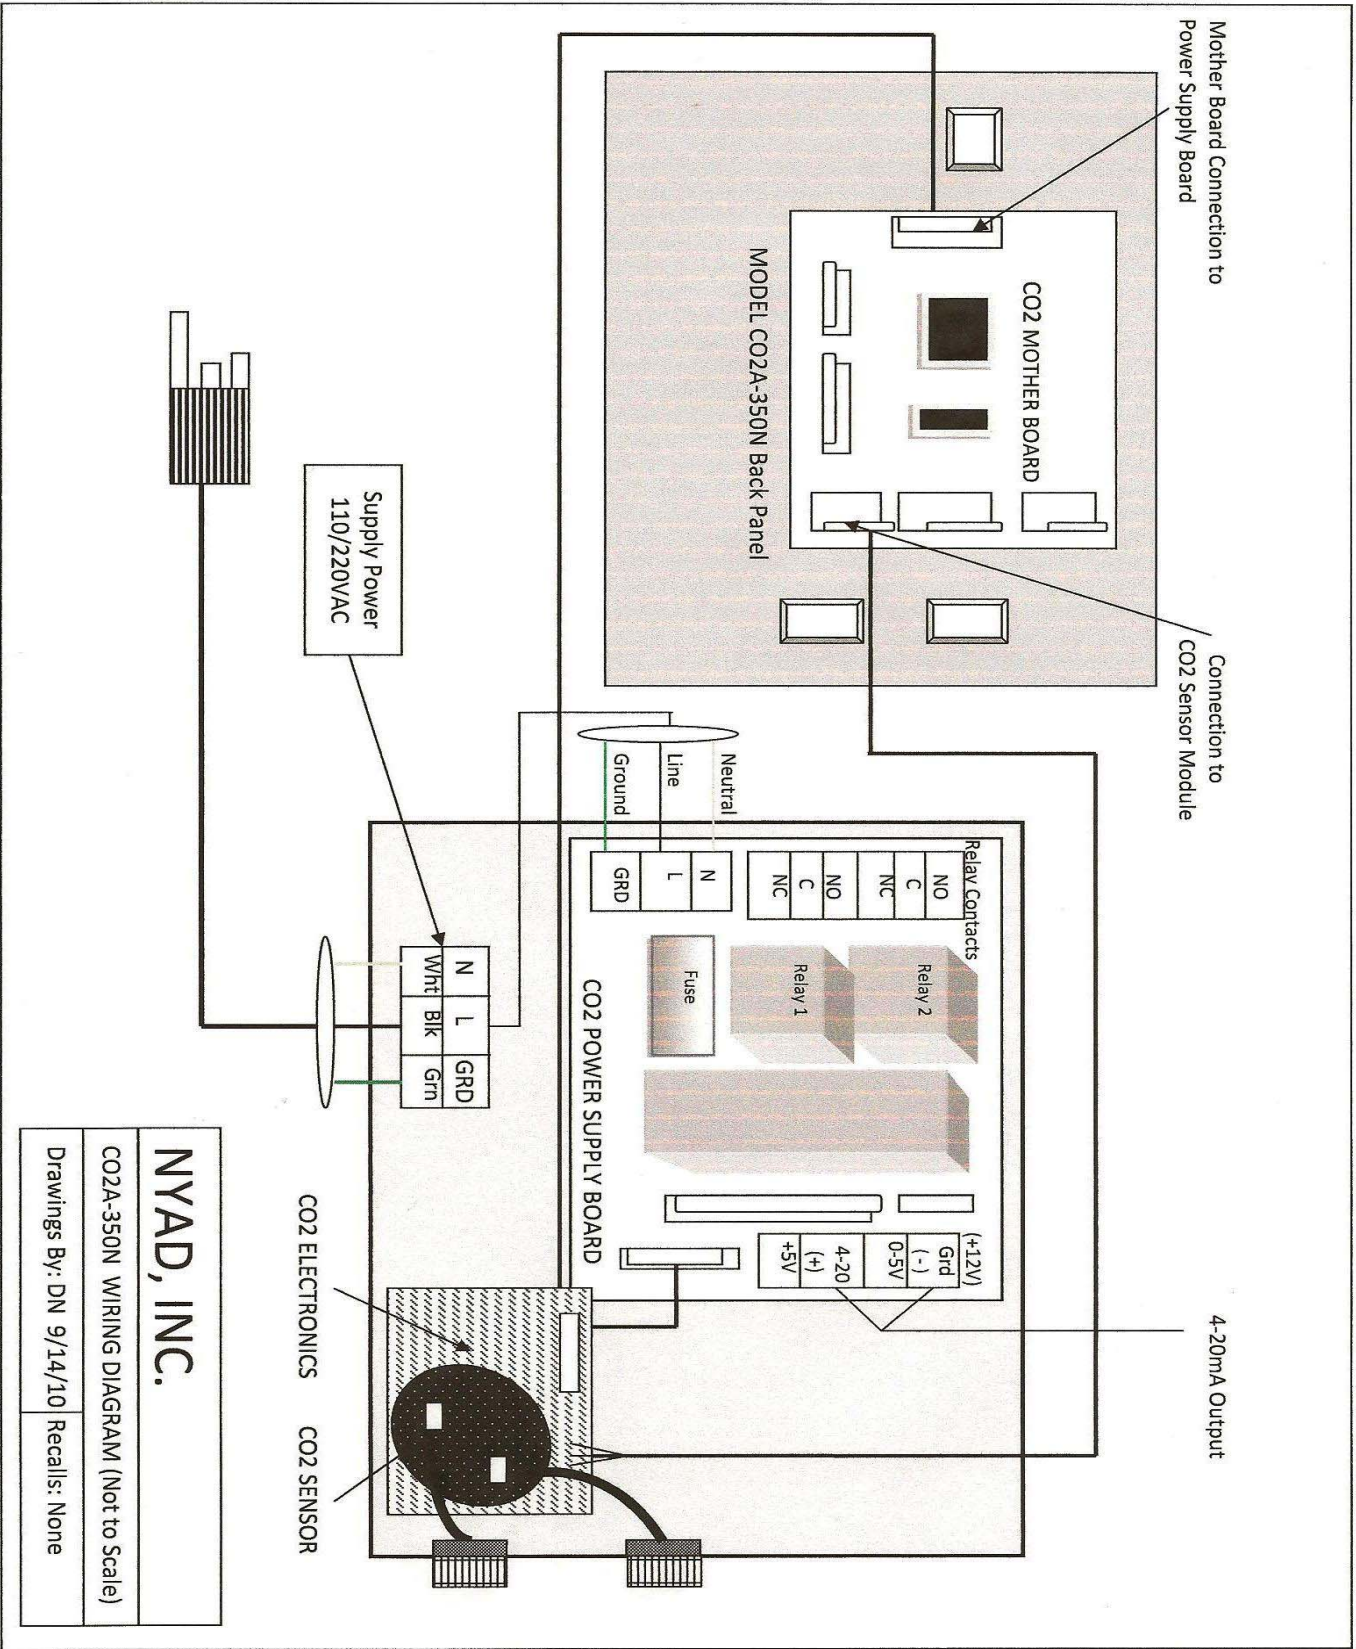 Mother Board Connection to
Power Supply Board
CO2 MOTHER BOARD
MODEL CO2A-350N Back Panel
Connection to
CO2 Sensor Module
Supply Power
110/220VAC
Neutral
Line
Ground
Relay Contacts
NO
C
NC
NO
C
NC
N
L
GRD
Relay 2
Relay 1
Fuse
CO2 POWER SUPPLY BOARD
(+12V)
Grd
(-)
0-5V
4-20
(+)
+5V
4-20mA Output
N
L
GRD
Wht
Blk
Grn
CO2 ELECTRONICS
CO2 SENSOR
NYAD, INC.
CO2A-350N WIRING DIAGRAM (Not to Scale)
Drawings By: DN 9/14/10
Recalls: None